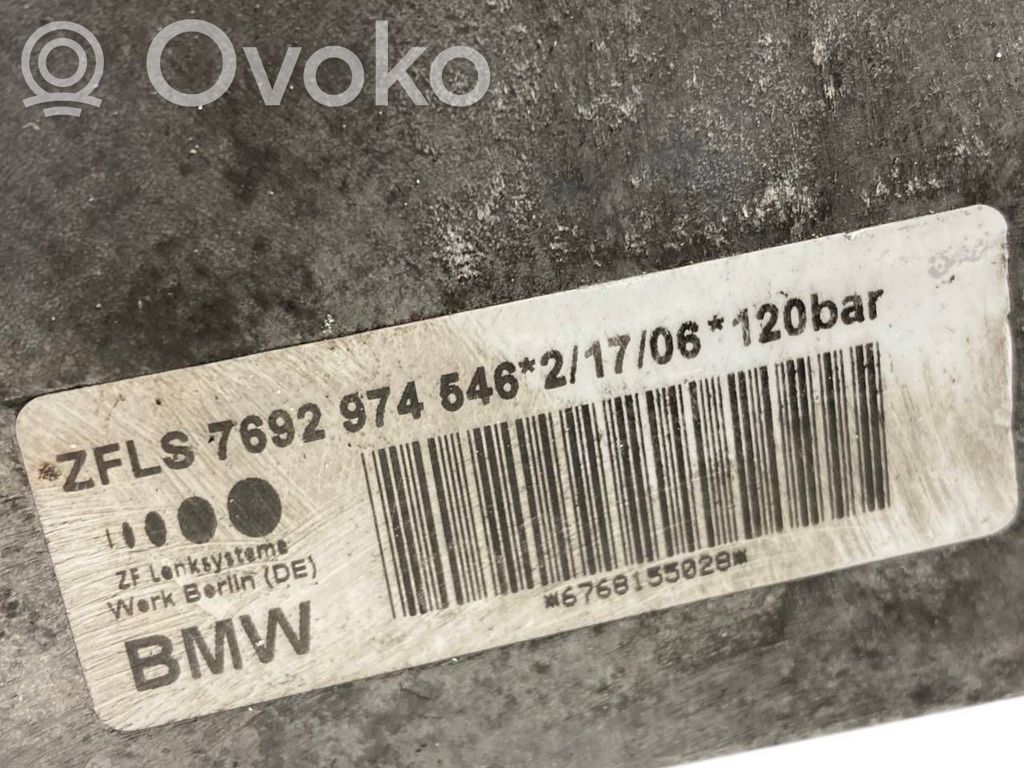 Ovoko
ZFLS 7692 974 546*2/17/06*120bar
ZF Lenksysteme
Werk Berlin (DE)
BMW
*6768155028*